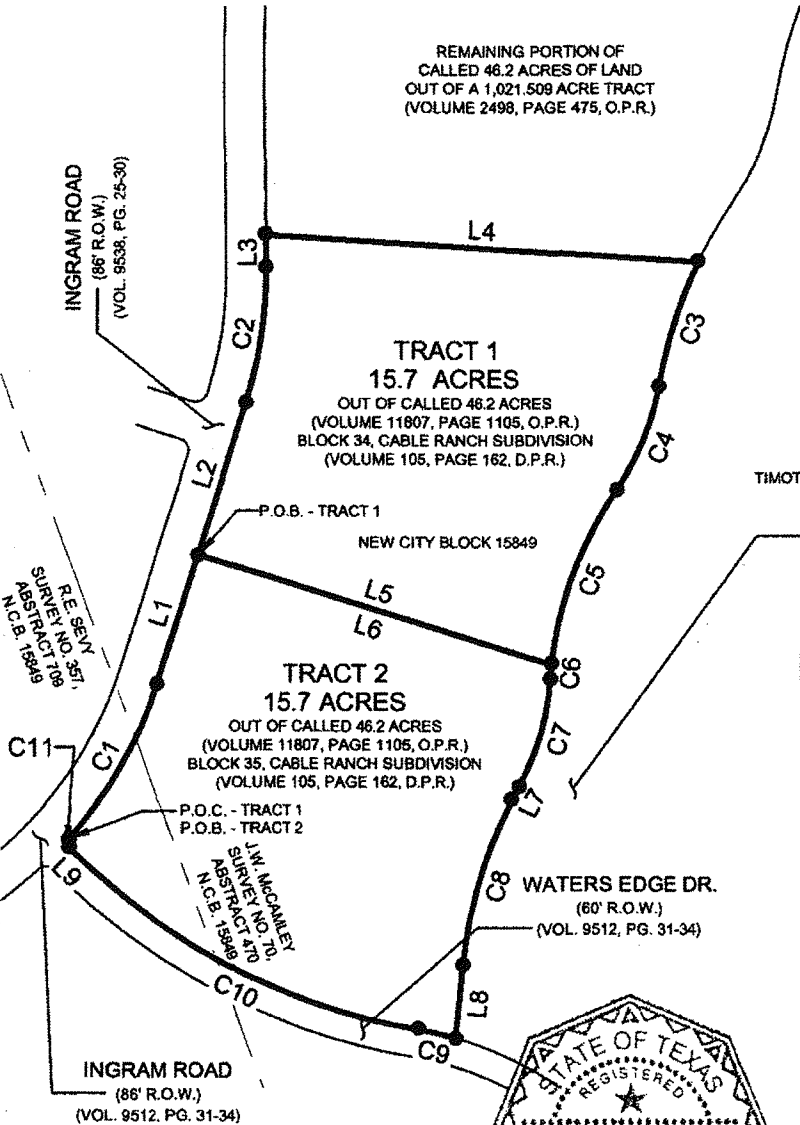 REMAINING PORTION OF
CALLED 46.2 ACRES OF LAND
OUT OF A 1,021.509 ACRE TRACT
(VOLUME 2498, PAGE 475, O.P.R.)
INGRAM ROAD
(86' R.O.W.)
(VOL. 9538, PG. 25-30)
L3
L4
C2
C3
TRACT 1
15.7 ACRES
OUT OF CALLED 46.2 ACRES
(VOLUME 11807, PAGE 1105, O.P.R.)
BLOCK 34, CABLE RANCH SUBDIVISION
(VOLUME 105, PAGE 162, D.P.R.)
C4
L2
TIMOT
P.O.B. - TRACT 1
NEW CITY BLOCK 15849
R.E. SEVY
SURVEY NO. 357,
ABSTRACT 709
N.C.B. 15849
L1
L5
L6
C5
C6
TRACT 2
15.7 ACRES
OUT OF CALLED 46.2 ACRES
(VOLUME 11807, PAGE 1105, O.P.R.)
BLOCK 35, CABLE RANCH SUBDIVISION
(VOLUME 105, PAGE 162, D.P.R.)
C7
C11
C1
L7
P.O.C. - TRACT 1
P.O.B. - TRACT 2
L9
J.W. McCAMLEY
SURVEY NO. 70,
ABSTRACT 470
N.C.B. 15849
C8
WATERS EDGE DR.
(60' R.O.W.)
(VOL. 9512, PG. 31-34)
C10
L8
C9
INGRAM ROAD
(86' R.O.W.)
(VOL. 9512, PG. 31-34)
STATE OF TEXAS
REGISTERED